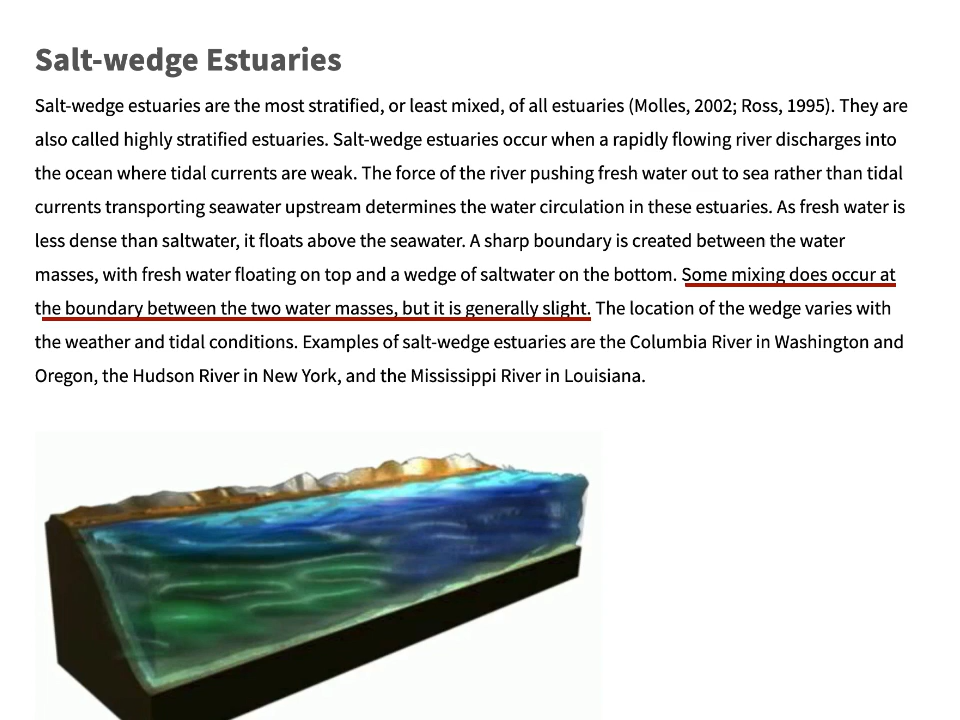 Salt-wedge Estuaries
Salt-wedge estuaries are the most stratified, or least mixed, of all estuaries (Molles, 2002; Ross, 1995). They are
also called highly stratified estuaries. Salt-wedge estuaries occur when a rapidly flowing river discharges into
the ocean where tidal currents are weak. The force of the river pushing fresh water out to sea rather than tidal
currents transporting seawater upstream determines the water circulation in these estuaries. As fresh water is
less dense than saltwater, it floats above the seawater. A sharp boundary is created between the water
masses, with fresh water floating on top and a wedge of saltwater on the bottom. Some mixing does occur at
the boundary between the two water masses, but it is generally slight. The location of the wedge varies with
the weather and tidal conditions. Examples of salt-wedge estuaries are the Columbia River in Washington and
Oregon, the Hudson River in New York, and the Mississippi River in Louisiana.